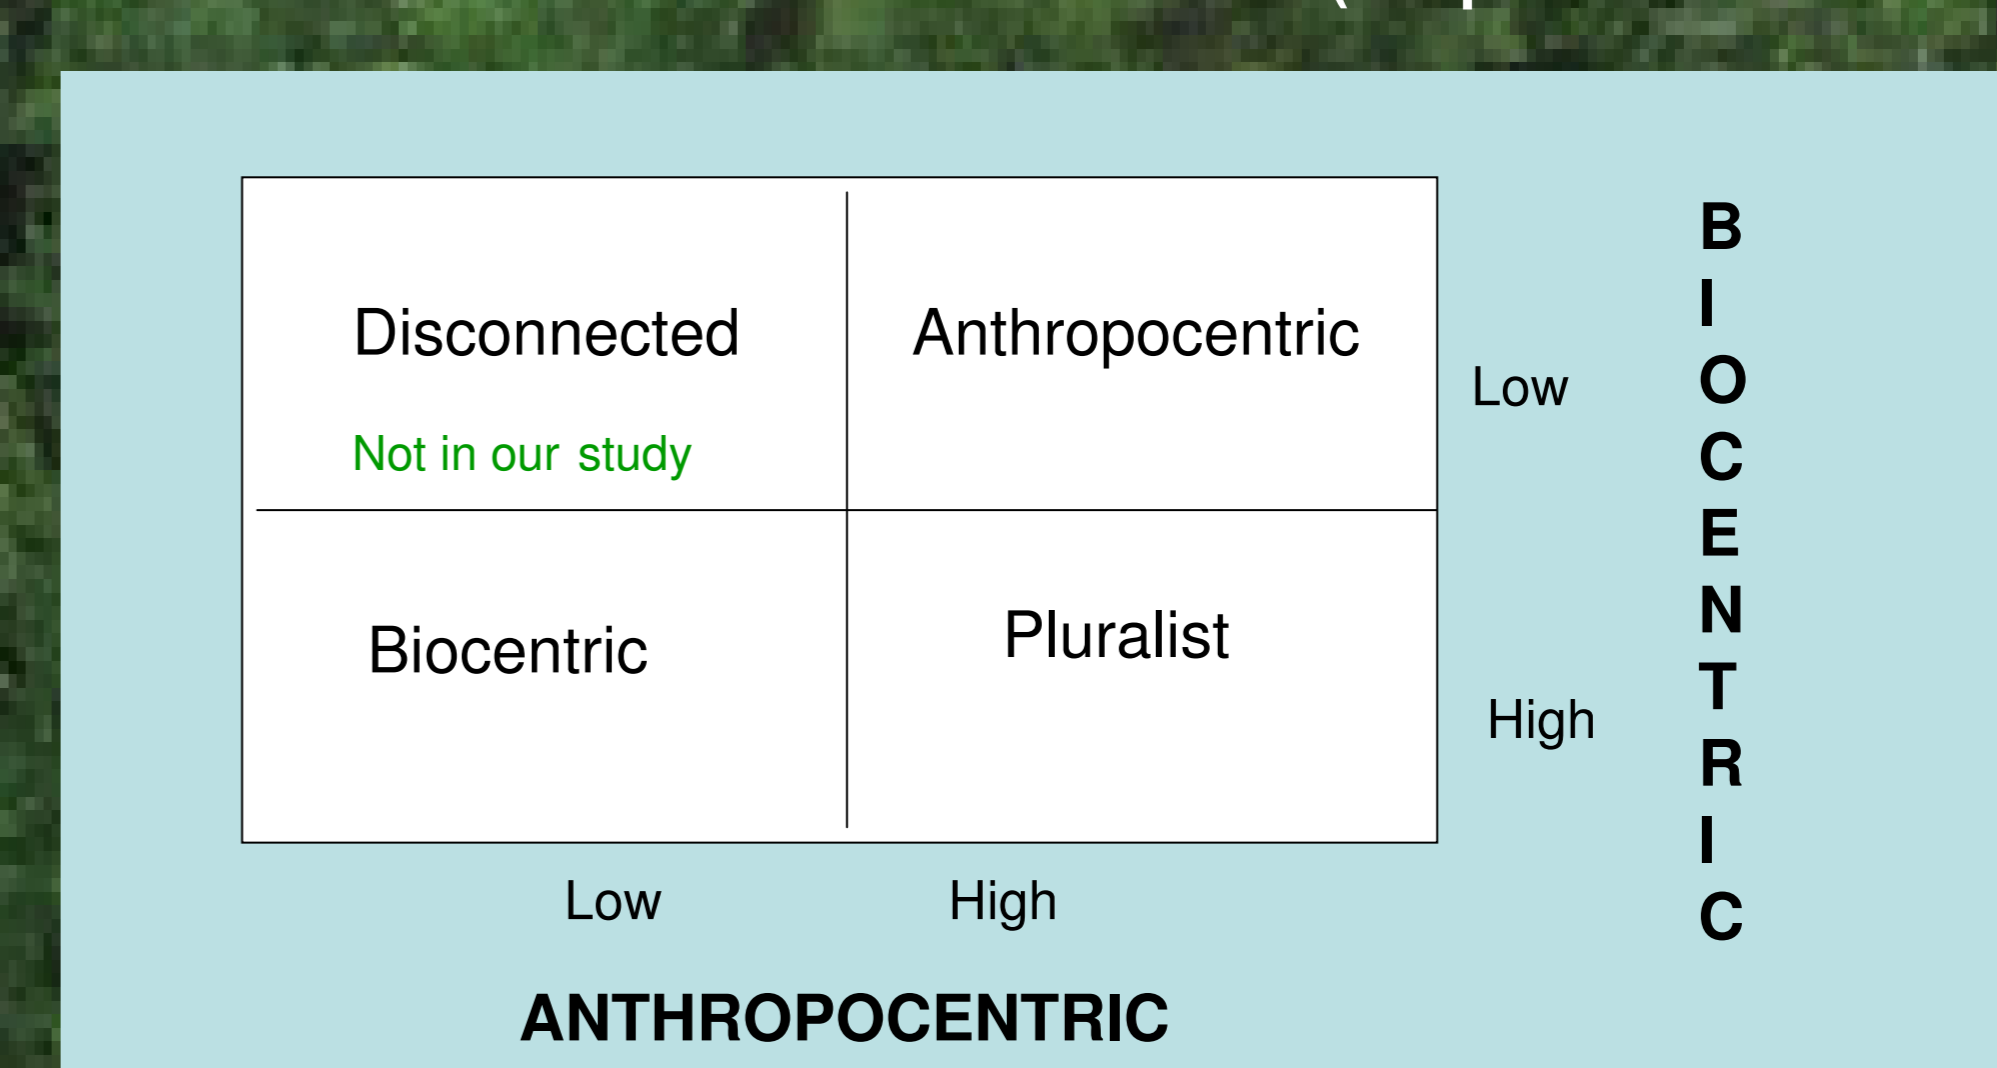 Disconnected
Anthropocentric
Low
Not in our study
Biocentric
Pluralist
High
Low
High
ANTHROPOCENTRIC
B
I
O
C
E
N
T
R
I
C